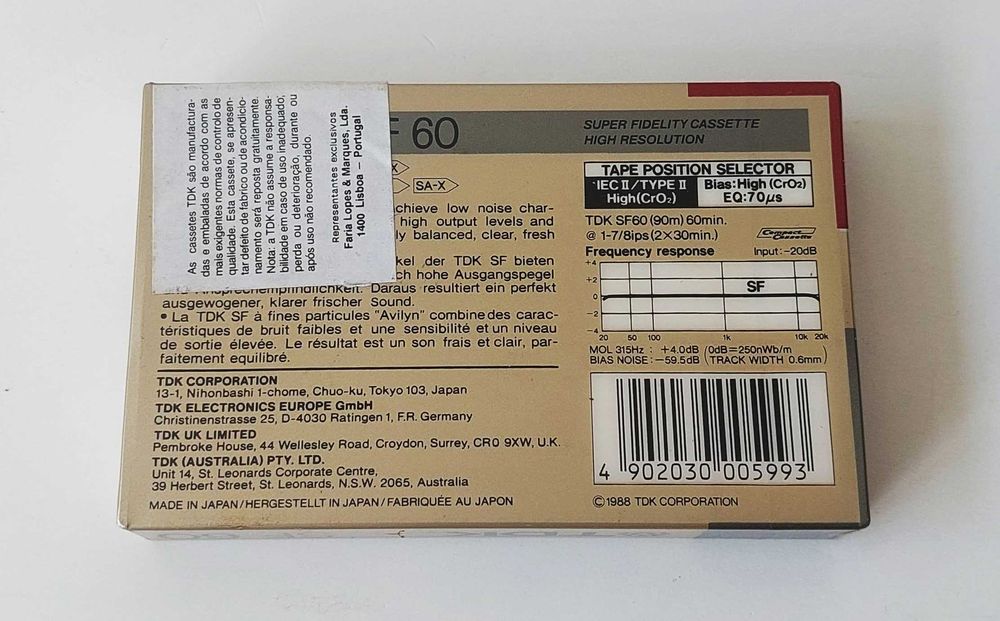 As cassetes TDK são manufactura-
das e embaladas de acordo com as
mais exigentes normas de controlo de
qualidade. Esta cassete, se apresen-
tar defeito de fabrico ou de acondicio-
namento será reposta gratuitamente.
Nota: a TDK não assume a responsa-
bilidade em caso de uso inadequado,
perda ou deterioração, durante ou
após uso não recomendado.
Representantes exclusivos
Faria Lopes & Marques, Lda.
1400 Lisboa – Portugal
F 60
SUPER FIDELITY CASSETTE
HIGH RESOLUTION
X
SA-X
achieve low noise char-
high output levels and
ly balanced, clear, fresh
kel der TDK SF bieten
ch hohe Ausgangspegel
und Ansprechempfindlichkeit. Daraus resultiert ein perfekt
ausgewogener, klarer frischer Sound.
• La TDK SF à fines particules "Avilyn" combine des carac-
téristiques de bruit faibles et une sensibilité et un niveau
de sortie élevée. Le résultat est un son frais et clair, par-
faitement equilibré.
TDK CORPORATION
13-1, Nihonbashi 1-chome, Chuo-ku, Tokyo 103, Japan
TDK ELECTRONICS EUROPE GmbH
Christinenstrasse 25, D-4030 Ratingen 1, F.R. Germany
TDK UK LIMITED
Pembroke House, 44 Wellesley Road, Croydon, Surrey, CR0 9XW, U.K.
TDK (AUSTRALIA) PTY. LTD.
Unit 14, St. Leonards Corporate Centre,
39 Herbert Street, St. Leonards, N.S.W. 2065, Australia
MADE IN JAPAN/HERGESTELLT IN JAPAN/FABRIQUÉE AU JAPON
TAPE POSITION SELECTOR
IEC II/TYPE II
High(CrO₂)
Bias: High (CrO₂)
EQ: 70μs
TDK SF60 (90m) 60min.
@ 1-7/8ips (2×30min.)
Compact Cassette
Frequency response
Input: -20dB
+4
+2
0
-2
-4
SF
20 50 100 1k 10k 20k
MOL 315Hz : +4.0dB (0dB=250nWb/m
BIAS NOISE: -59.5dB (TRACK WIDTH 0.6mm)
4 902030 005993
©1988 TDK CORPORATION